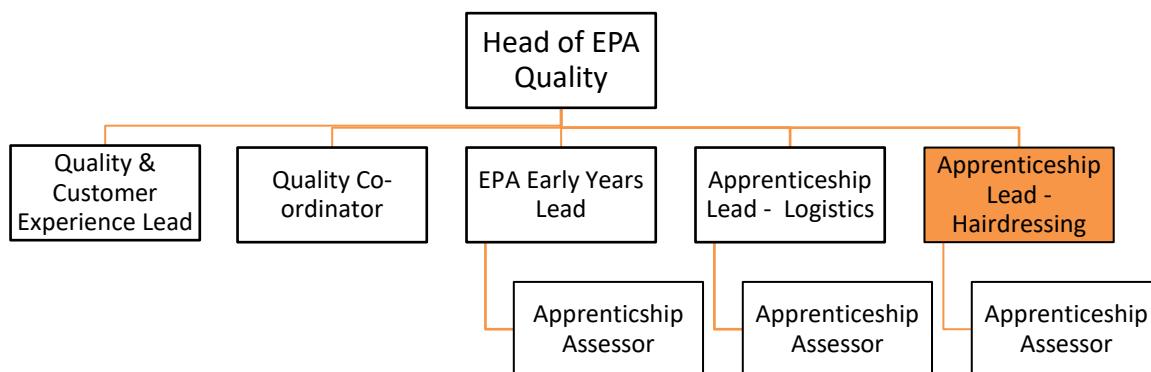 Head of EPA
Quality
Quality &
Customer
Experience Lead
Quality Co-
ordinator
EPA Early Years
Lead
Apprenticeship
Lead -  Logistics
Apprenticeship
Lead -
Hairdressing
Apprenticship
Assessor
Apprenticeship
Assessor
Apprenticeship
Assessor